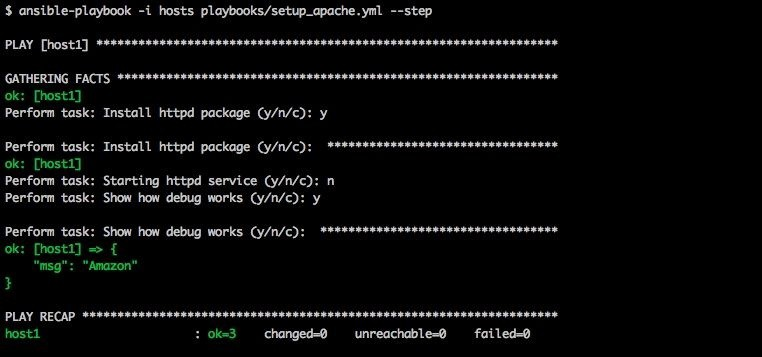 $ ansible-playbook -i hosts playbooks/setup_apache.yml --step
PLAY [host1] ******************************************************************
GATHERING FACTS ***************************************************************
ok: [host1]
Perform task: Install httpd package (y/n/c): y
Perform task: Install httpd package (y/n/c):  *********************************
ok: [host1]
Perform task: Starting httpd service (y/n/c): n
Perform task: Show how debug works (y/n/c): y
Perform task: Show how debug works (y/n/c):  **********************************
ok: [host1] => {
    "msg": "Amazon"
}
PLAY RECAP ********************************************************************
host1                      : ok=3    changed=0    unreachable=0    failed=0